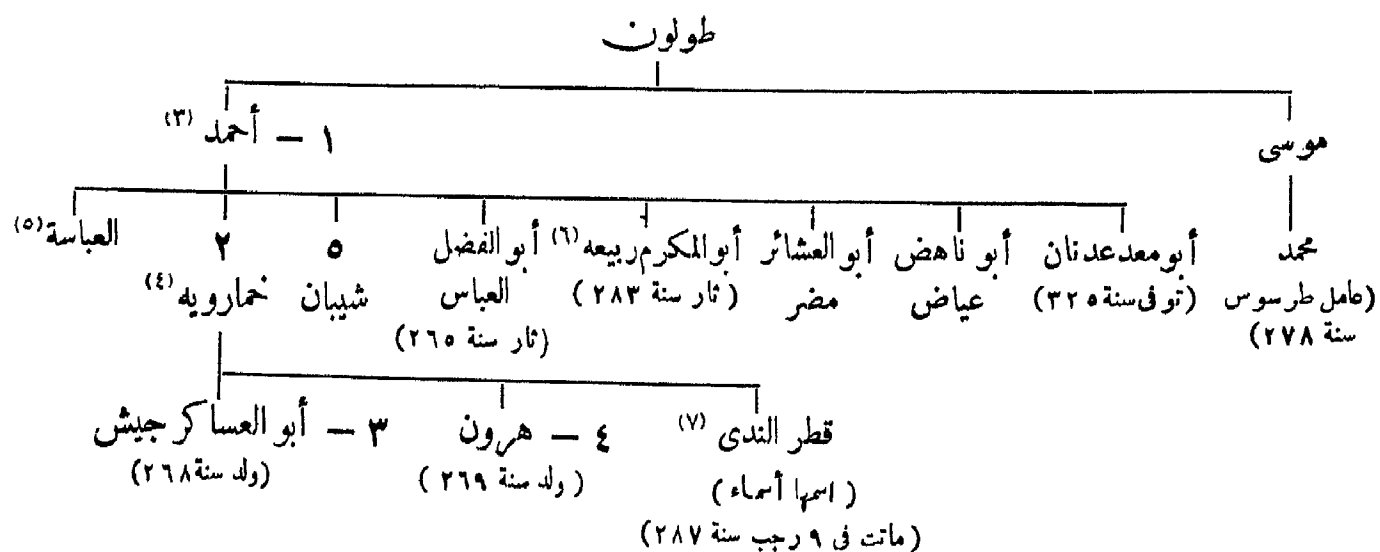 طولون
موسى
١ – أحمد (٣)
محمد
(عامل طرسوس
سنة ٢٧٨)
أبو معد عدنان
(توفى سنة ٣٢٥)
أبو ناهض
عياض
أبو العشائر
مضر
أبو المكرم ربيعه (٦)
(ثار سنة ٢٨٣)
أبو الفضل
العباس
(ثار سنة ٢٦٥)
٥
شيبان
٢
خمارويه (٤)
العباسة (٥)
قطر الندى (٧)
(اسمها أسماء)
(ماتت فى ٩ رجب سنة ٢٨٧)
٤ – هرون
(ولد سنة ٢٦٩)
٣ – أبو العساكر جيش
(ولد سنة ٢٦٨)